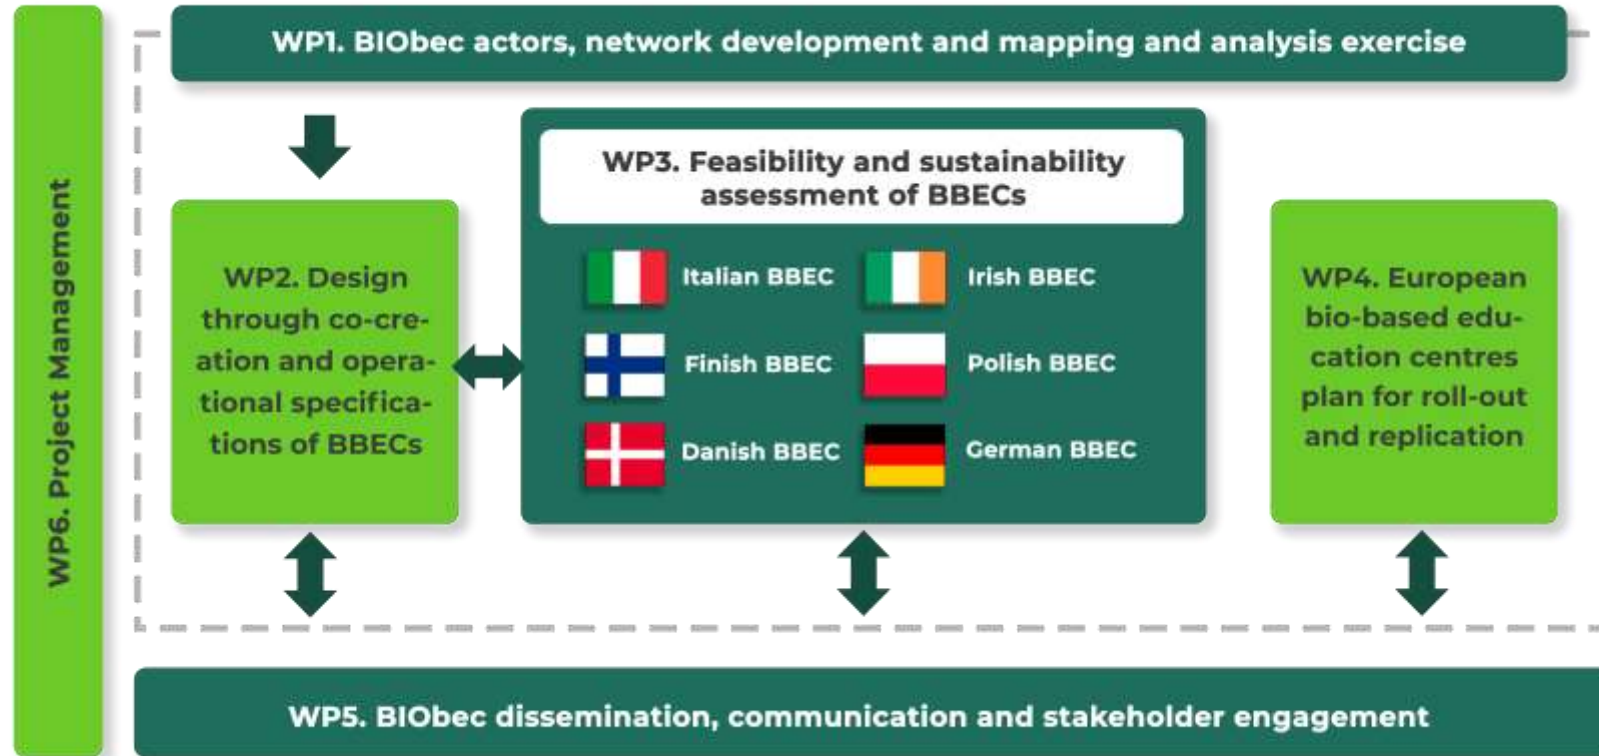 WP6. Project Management
WP1. BIObec actors, network development and mapping and analysis exercise
WP2. Design
through co-cre-
ation and opera-
tional specifica-
tions of BBECs
WP3. Feasibility and sustainability
assessment of BBECs
Italian BBEC
Irish BBEC
Finish BBEC
Polish BBEC
Danish BBEC
German BBEC
WP4. European
bio-based edu-
cation centres
plan for roll-out
and replication
WP5. BIObec dissemination, communication and stakeholder engagement